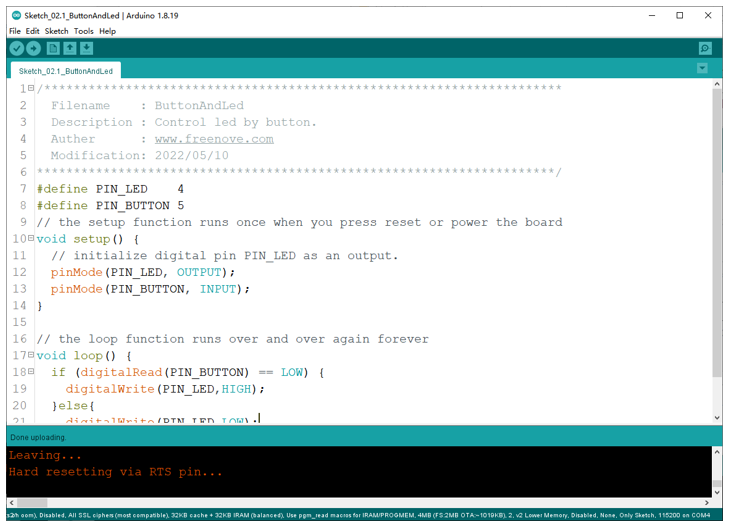 Sketch_02.1_ButtonAndLed | Arduino 1.8.19
File Edit Sketch Tools Help
Sketch_02.1_ButtonAndLed
1 /**********************************************************************
2 Filename    : ButtonAndLed
3 Description : Control led by button.
4 Auther      : www.freenove.com
5 Modification: 2022/05/10
6 **********************************************************************/
7 #define PIN_LED    4
8 #define PIN_BUTTON 5
9 // the setup function runs once when you press reset or power the board
10 void setup() {
11 // initialize digital pin PIN_LED as an output.
12 pinMode(PIN_LED, OUTPUT);
13 pinMode(PIN_BUTTON, INPUT);
14 }
15
16 // the loop function runs over and over again forever
17 void loop() {
18 if (digitalRead(PIN_BUTTON) == LOW) {
19 digitalWrite(PIN_LED,HIGH);
20 }else{
21 digitalWrite(PIN_LED,LOW);
Done uploading.
Leaving...
Hard resetting via RTS pin...
oom), Disabled, All SSL ciphers (most compatible), 32KB cache + 32KB IRAM (balanced), Use pgm_read macros for IRAM/PROGMEM, 4MB (FS:2MB OTA:~1019KB), 2, v2 Lower Memory, Disabled, None, Only Sketch, 115200 on COM4